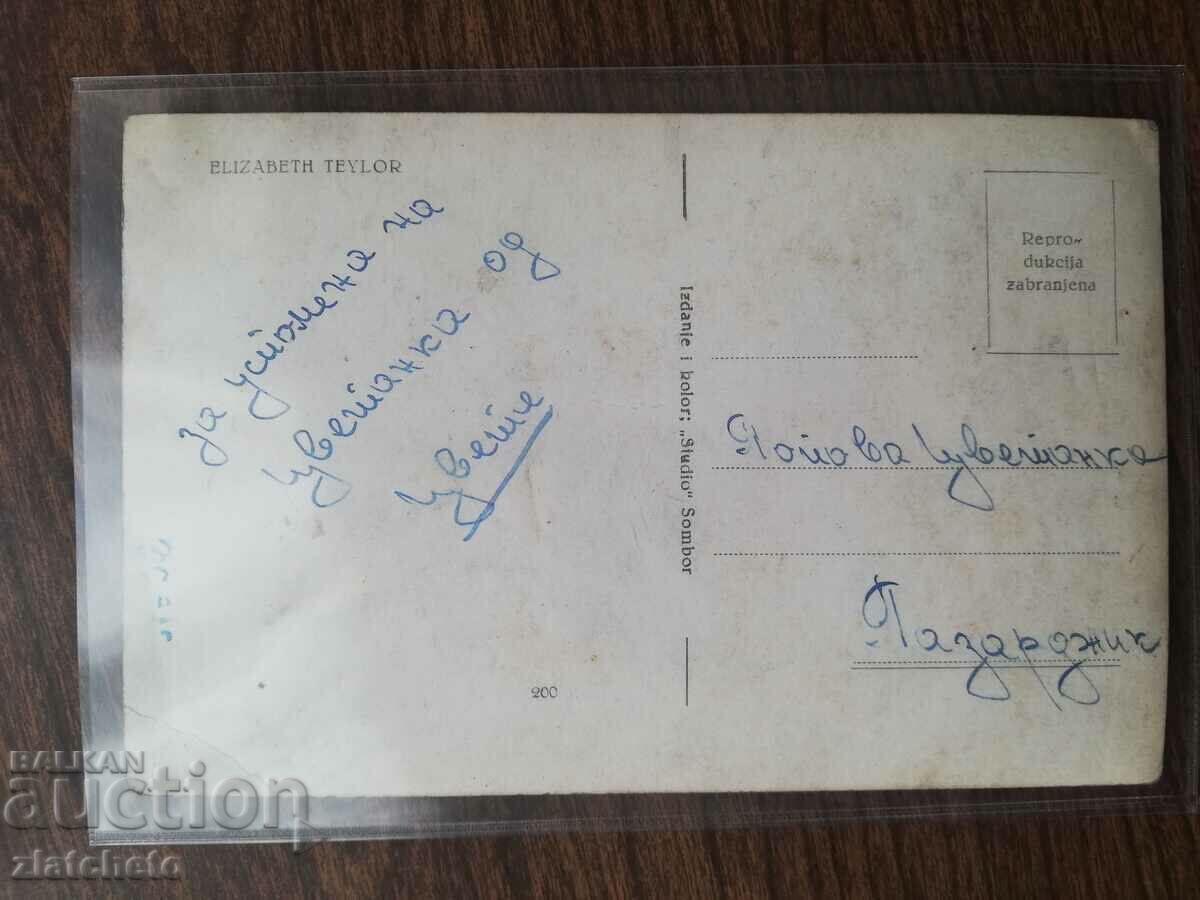 ELIZABETH TEYLOR
за успомена на
Цветанка од
Цвете
200
Izdanje i kolor; „Studio" Sombor
Repro-
dukcija
zabranjena
Попова Цветанка
Пазарджик
BALKAN
auction
zlatcheto